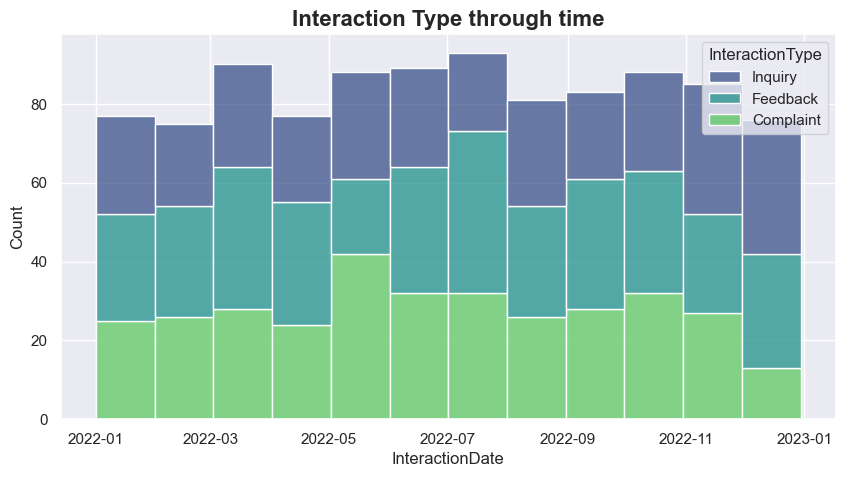 Interaction Type through time
InteractionType
Inquiry
Feedback
Complaint
Count
80
60
40
20
0
2022-01 2022-03 2022-05 2022-07 2022-09 2022-11 2023-01
InteractionDate